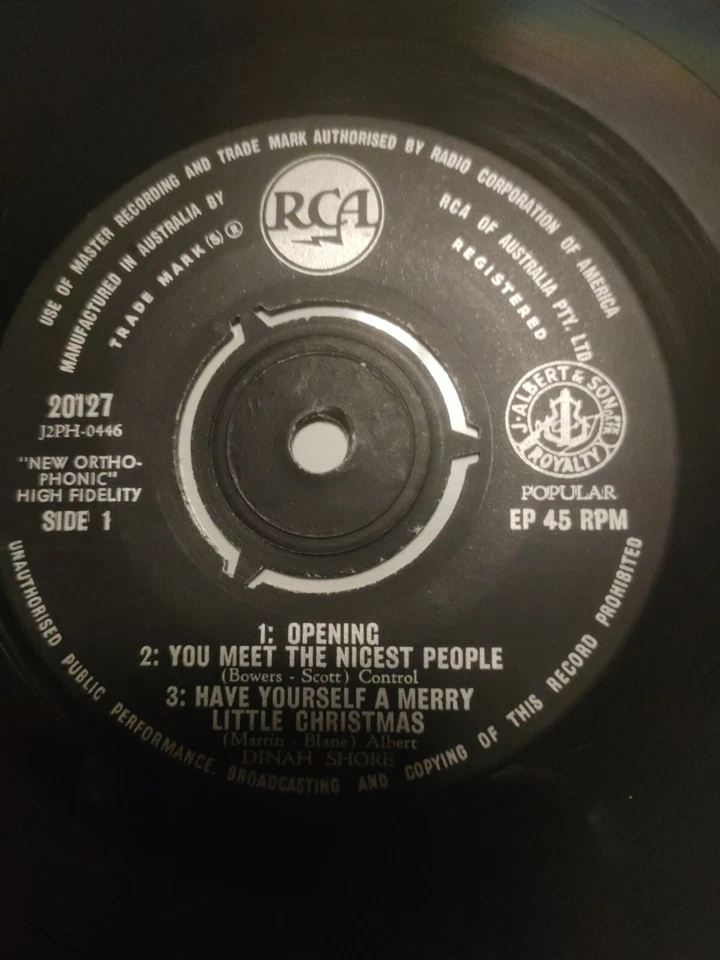 USE OF MASTER RECORDING AND TRADE MARK AUTHORISED BY RADIO CORPORATION OF AMERICA
MANUFACTURED IN AUSTRALIA BY
RCA OF AUSTRALIA PTY. LTD.
TRADE MARK (S) ®
REGISTERED
RCA
20127
J2PH-0446
"NEW ORTHO-
PHONIC"
HIGH FIDELITY
SIDE 1
J. ALBERT & SON PTY LTD
ROYALTY
POPULAR
EP 45 RPM
1: OPENING
2: YOU MEET THE NICEST PEOPLE
(Bowers - Scott) Control
3: HAVE YOURSELF A MERRY
LITTLE CHRISTMAS
(Martin - Blane) Albert
DINAH SHORE
UNAUTHORISED PUBLIC PERFORMANCE, BROADCASTING AND COPYING OF THIS RECORD PROHIBITED